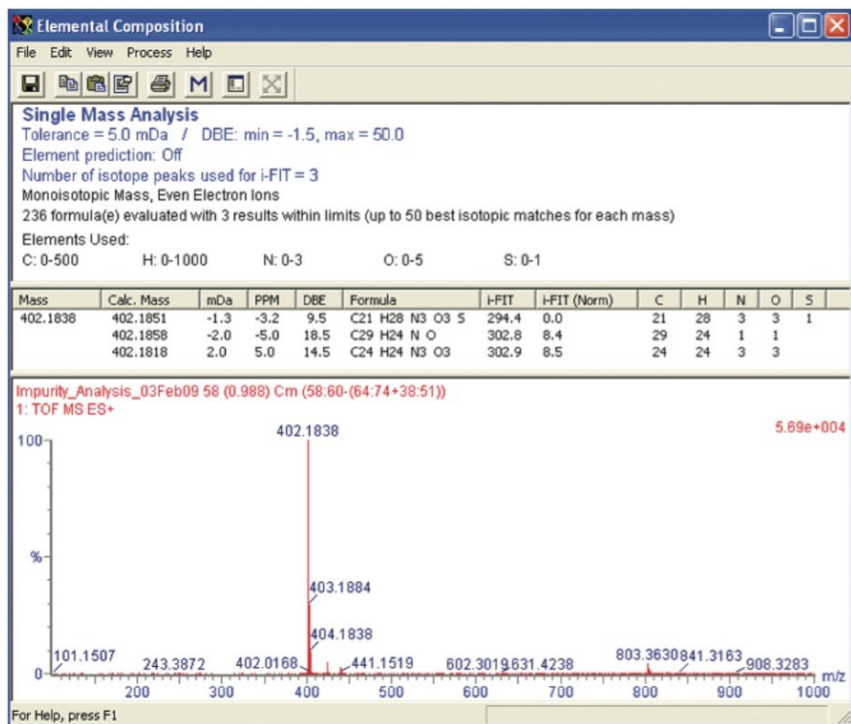 Elemental Composition
File Edit View Process Help
M
Single Mass Analysis
Tolerance = 5.0 mDa / DBE: min = -1.5, max = 50.0
Element prediction: Off
Number of isotope peaks used for i-FIT = 3
Monoisotopic Mass, Even Electron Ions
236 formula(e) evaluated with 3 results within limits (up to 50 best isotopic matches for each mass)
Elements Used:
C: 0-500 H: 0-1000 N: 0-3 O: 0-5 S: 0-1
Mass Calc. Mass mDa PPM DBE Formula i-FIT i-FIT (Norm) C H N O S
402.1838 402.1851 -1.3 -3.2 9.5 C21 H28 N3 O3 S 294.4 0.0 21 28 3 3 1
402.1858 -2.0 -5.0 18.5 C29 H24 N O 302.8 8.4 29 24 1 1
402.1818 2.0 5.0 14.5 C24 H24 N3 O3 302.9 8.5 24 24 3 3
Impurity_Analysis_03Feb09 58 (0.988) Cm (58:60-(64:74+38:51))
1: TOF MS ES+
5.69e+004
100
402.1838
%
403.1884
404.1838
101.1507 243.3872 402.0168 441.1519 602.3019 631.4238 803.3630 841.3163 908.3283
0
m/z
200 300 400 500 600 700 800 900 1000
For Help, press F1